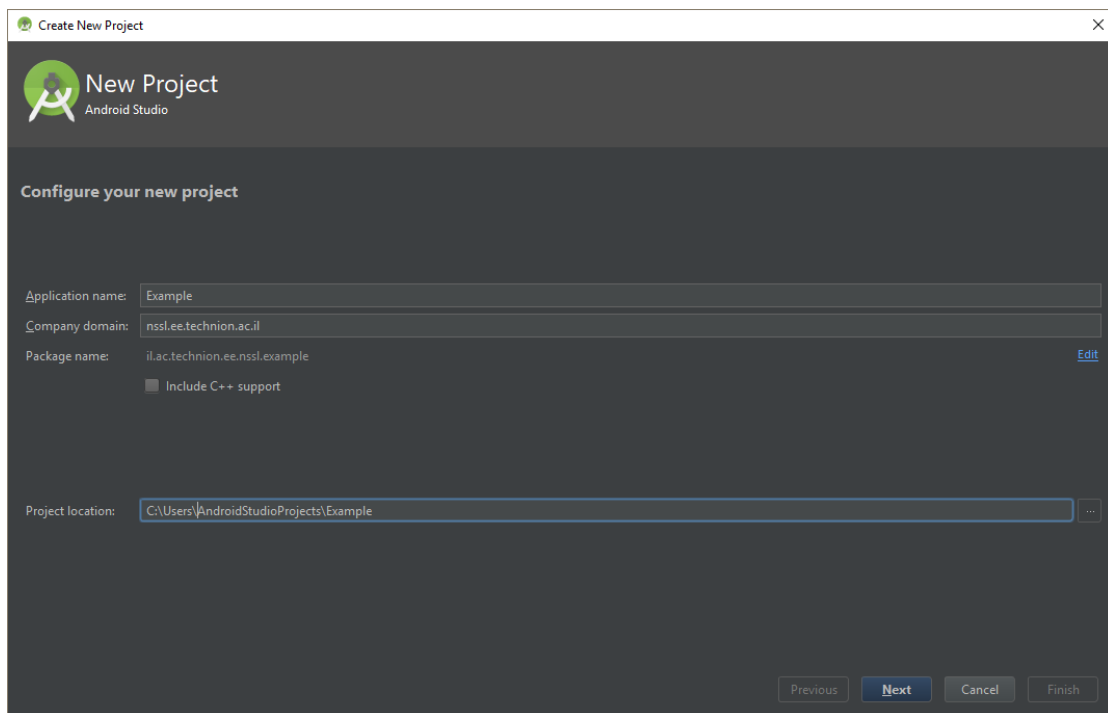 Create New Project
New Project
Android Studio
Configure your new project
Application name: Example
Company domain: nssl.ee.technion.ac.il
Package name: il.ac.technion.ee.nssl.example Edit
Include C++ support
Project location: C:\Users\AndroidStudioProjects\Example ...
Previous Next Cancel Finish